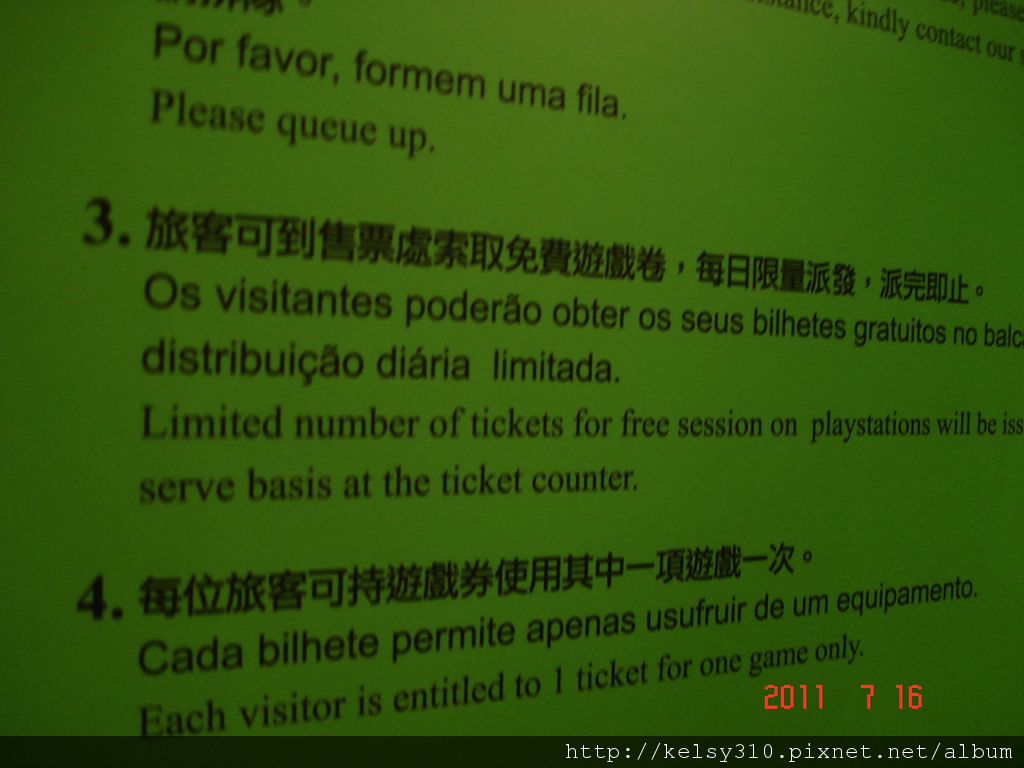 kindly contact our
Por favor, formem uma fila.
Please queue up.
3. 旅客可到售票處索取免費遊戲卷，每日限量派發，派完即止。
Os visitantes poderão obter os seus bilhetes gratuitos no
distribuição diária limitada.
Limited number of tickets for free session on playstations will be
serve basis at the ticket counter.
4. 每位旅客可持遊戲券使用其中一項遊戲一次。
Cada bilhete permite apenas usufruir de um equipamento.
Each visitor is entitled to 1 ticket for one game only.
2011 7 16
http://kelsy310.pixnet.net/album